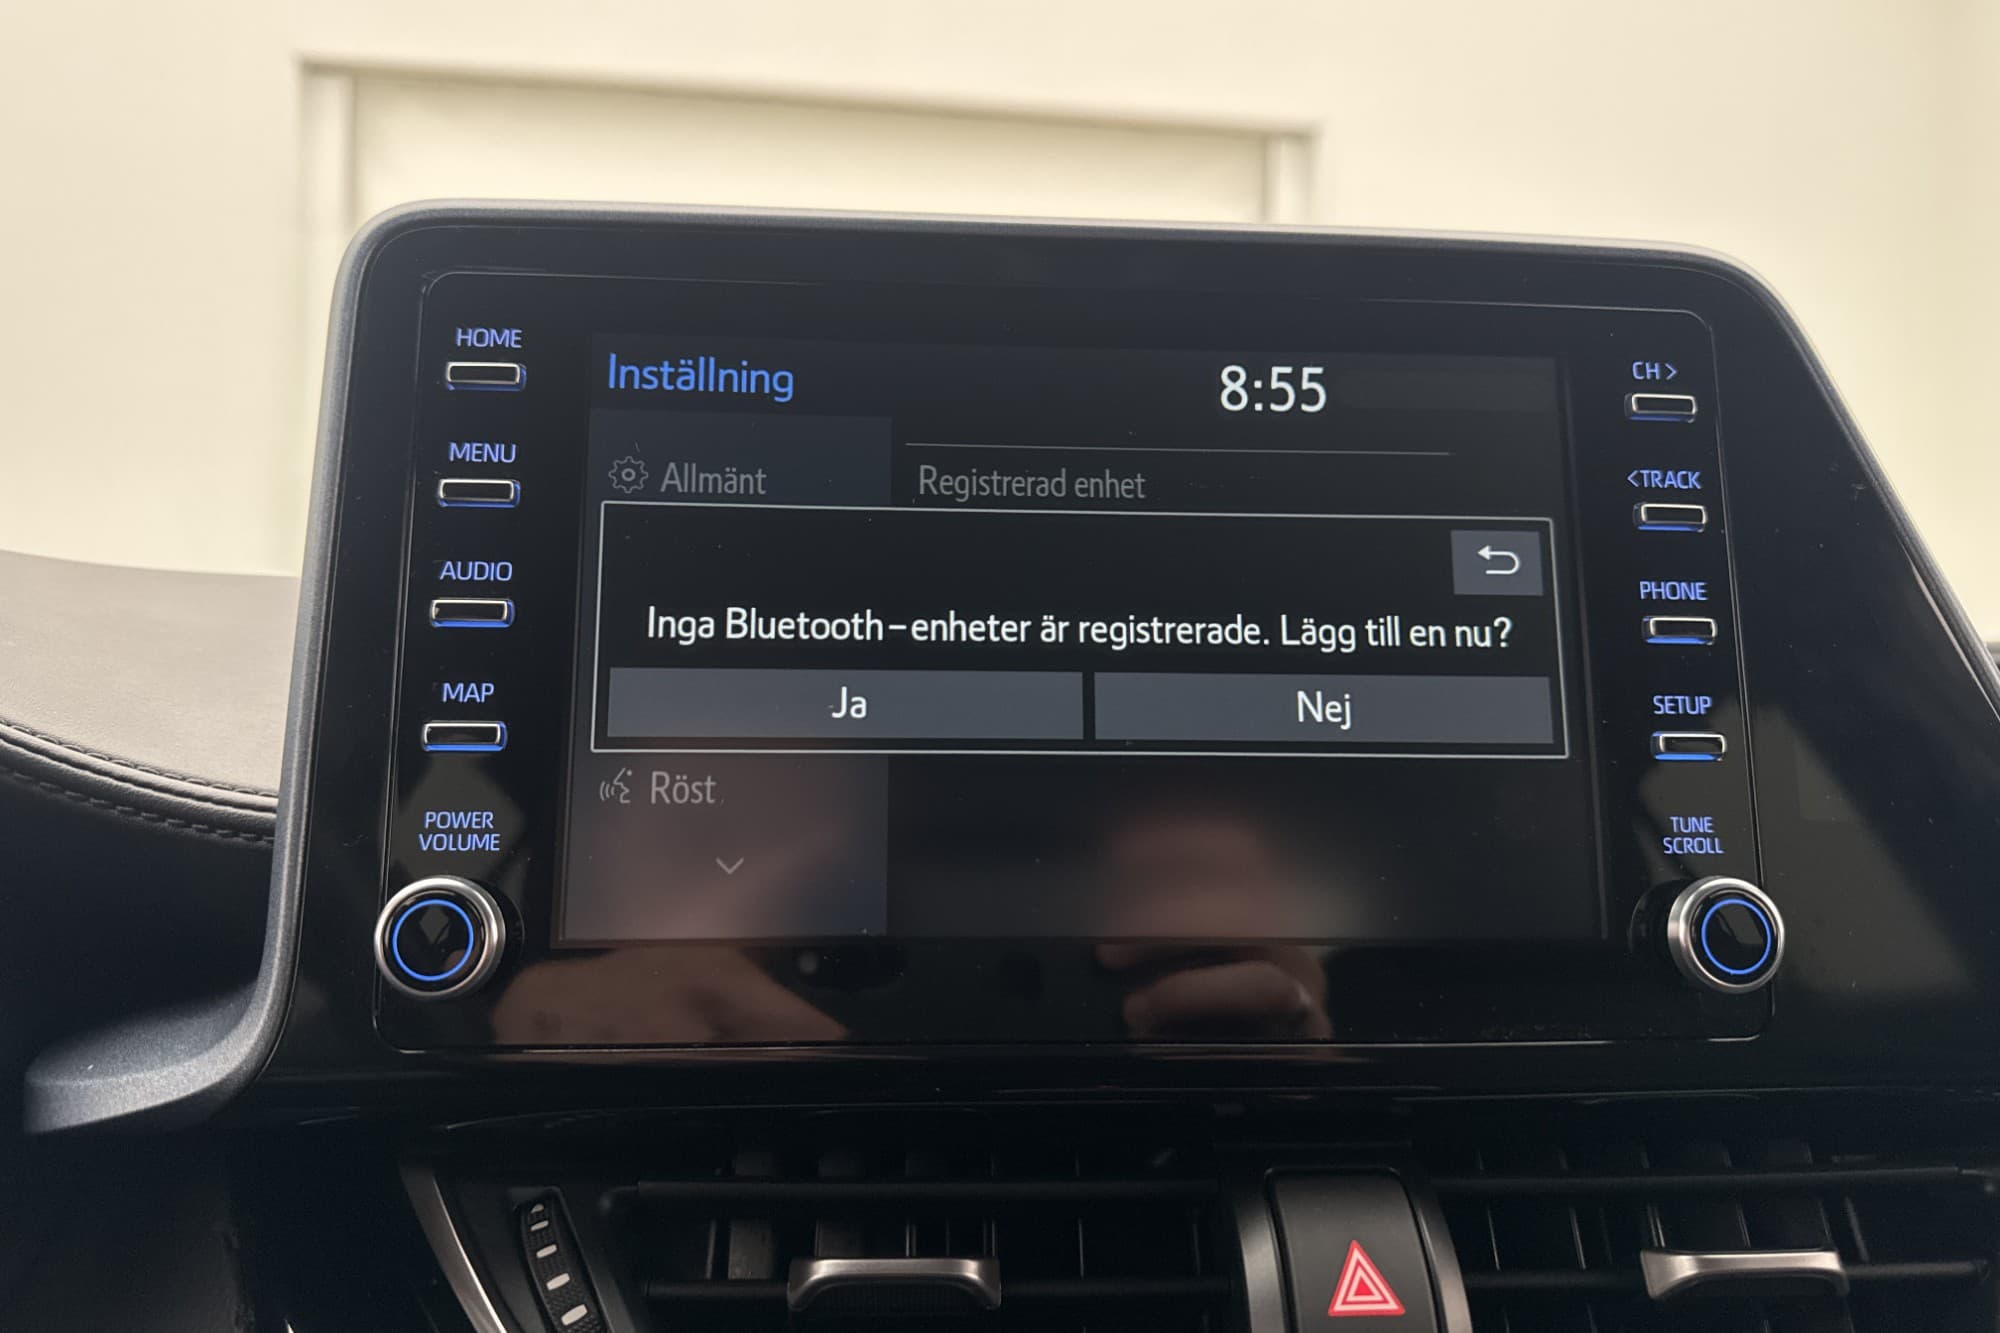 HOME
MENU
AUDIO
MAP
POWER
VOLUME
Inställning
8:55
Allmänt
Registrerad enhet
Inga Bluetooth-enheter är registrerade. Lägg till en nu?
Ja
Nej
Röst
CH>
<TRACK
PHONE
SETUP
TUNE
SCROLL